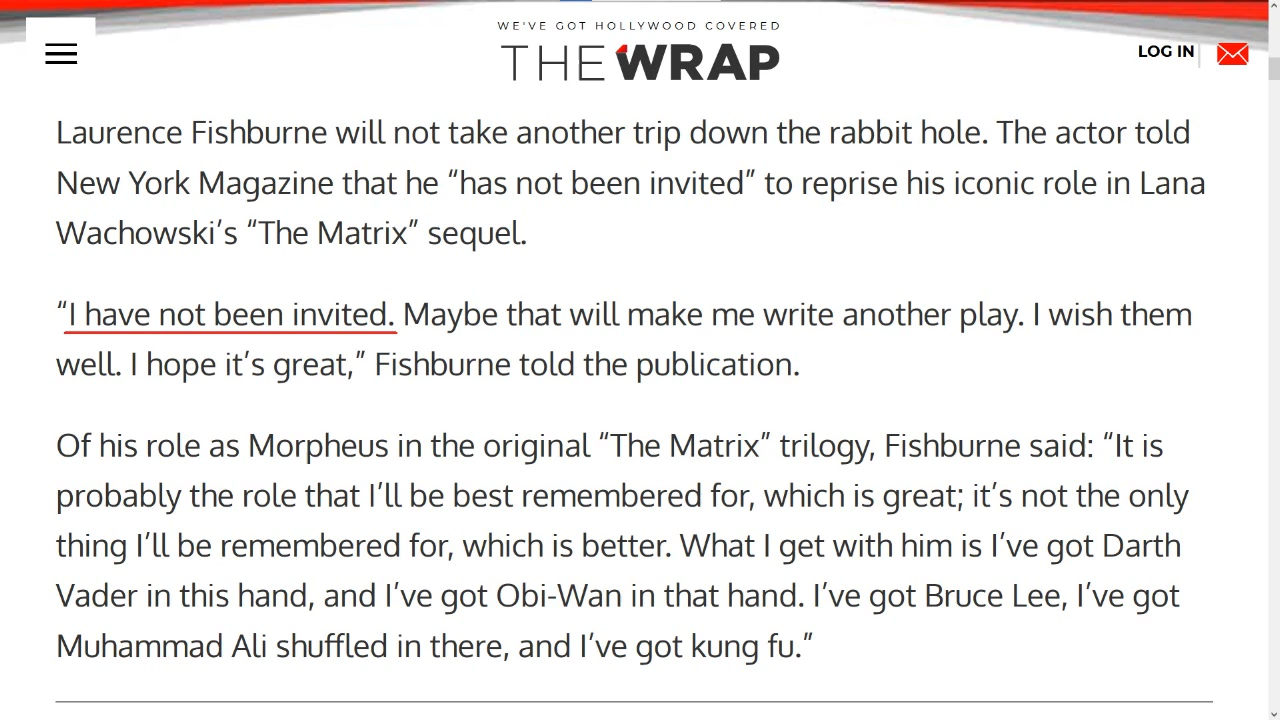 WE'VE GOT HOLLYWOOD COVERED
THE WRAP
LOG IN
Laurence Fishburne will not take another trip down the rabbit hole. The actor told
New York Magazine that he “has not been invited” to reprise his iconic role in Lana
Wachowski’s “The Matrix” sequel.
“I have not been invited. Maybe that will make me write another play. I wish them
well. I hope it’s great,” Fishburne told the publication.
Of his role as Morpheus in the original “The Matrix” trilogy, Fishburne said: “It is
probably the role that I’ll be best remembered for, which is great; it’s not the only
thing I’ll be remembered for, which is better. What I get with him is I’ve got Darth
Vader in this hand, and I’ve got Obi-Wan in that hand. I’ve got Bruce Lee, I’ve got
Muhammad Ali shuffled in there, and I’ve got kung fu.”